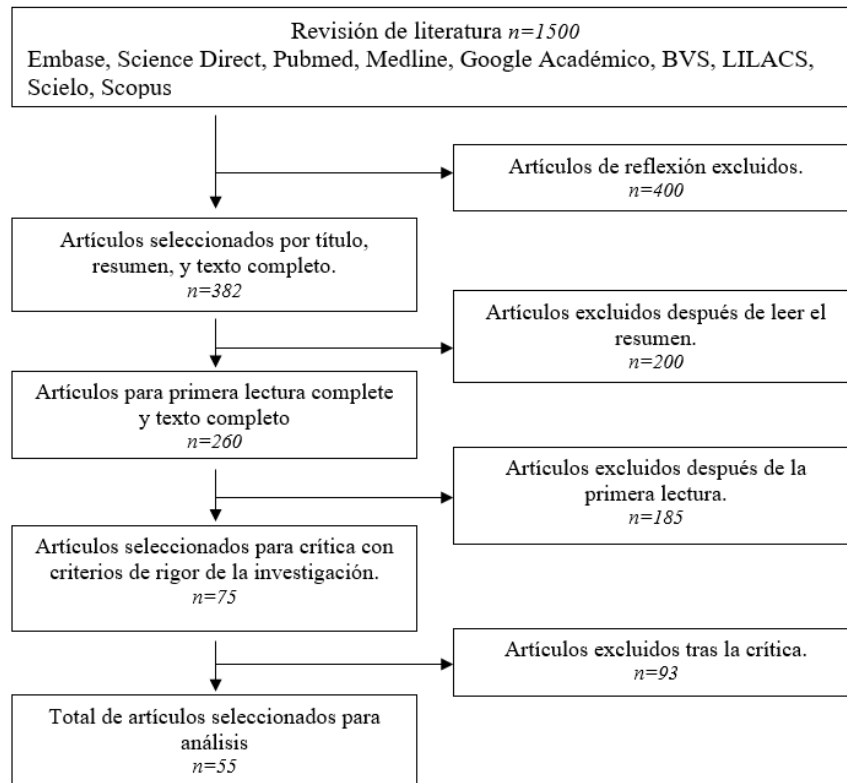 Revisión de literatura n=1500
Embase, Science Direct, Pubmed, Medline, Google Académico, BVS, LILACS,
Scielo, Scopus
Artículos de reflexión excluidos.
n=400
Artículos seleccionados por título,
resumen, y texto completo.
n=382
Artículos excluidos después de leer el
resumen.
n=200
Artículos para primera lectura complete
y texto completo
n=260
Artículos excluidos después de la
primera lectura.
n=185
Artículos seleccionados para crítica con
criterios de rigor de la investigación.
n=75
Artículos excluidos tras la crítica.
n=93
Total de artículos seleccionados para
análisis
n=55